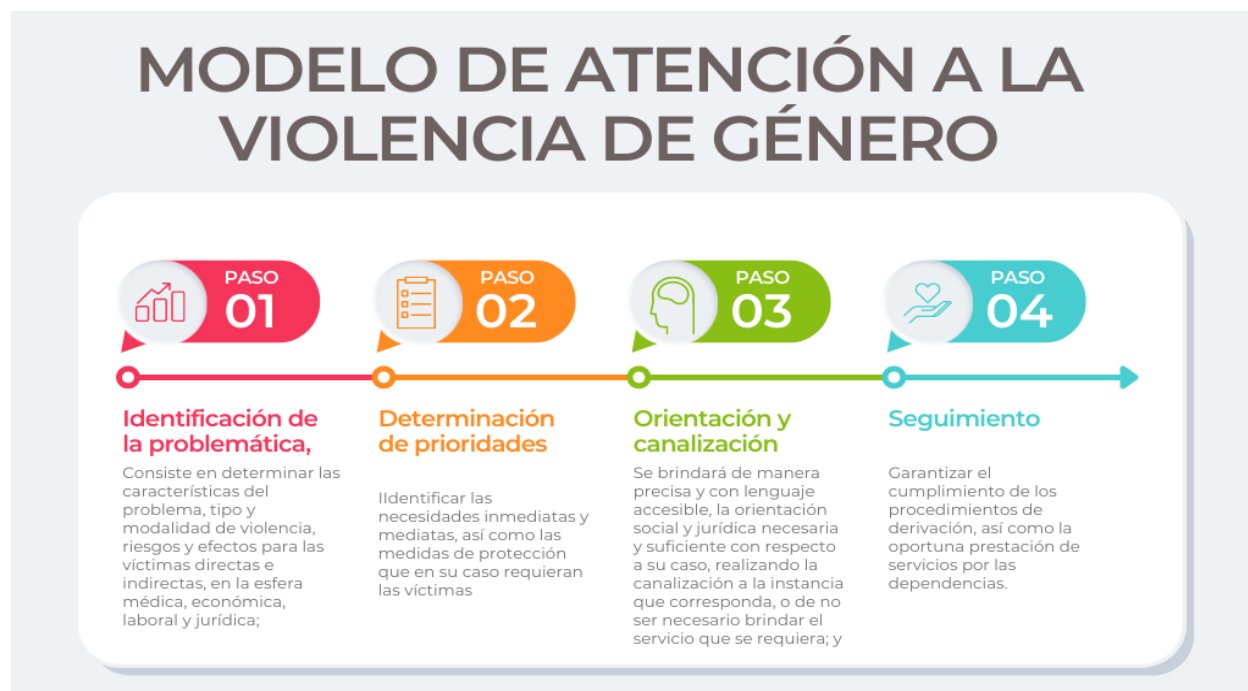 MODELO DE ATENCIÓN A LA
VIOLENCIA DE GÉNERO
PASO
01
Identificación de
la problemática,
Consiste en determinar las
características del
problema, tipo y
modalidad de violencia,
riesgos y efectos para las
víctimas directas e
indirectas, en la esfera
médica, económica,
laboral y jurídica;
PASO
02
Determinación
de prioridades
IIdentificar las
necesidades inmediatas y
mediatas, así como las
medidas de protección
que en su caso requieran
las víctimas
PASO
03
Orientación y
canalización
Se brindará de manera
precisa y con lenguaje
accesible, la orientación
social y jurídica necesaria
y suficiente con respecto
a su caso, realizando la
canalización a la instancia
que corresponda, o de no
ser necesario brindar el
servicio que se requiera; y
PASO
04
Seguimiento
Garantizar el
cumplimiento de los
procedimientos de
derivación, así como la
oportuna prestación de
servicios por las
dependencias.